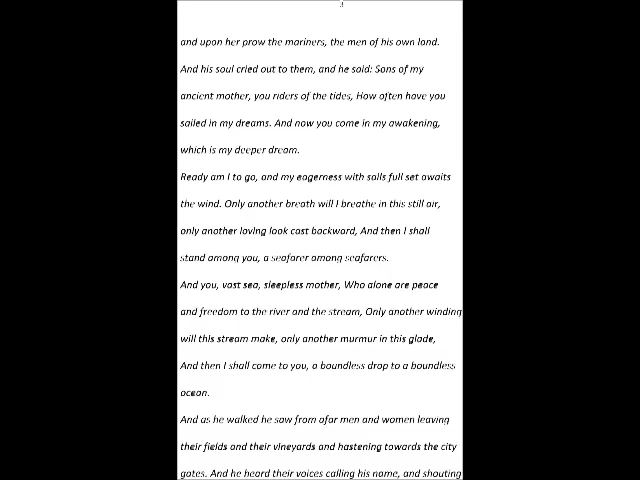 3
and upon her prow the mariners, the men of his own land.
And his soul cried out to them, and he said: Sons of my
ancient mother, you riders of the tides, How often have you
sailed in my dreams. And now you come in my awakening,
which is my deeper dream.
Ready am I to go, and my eagerness with sails full set awaits
the wind. Only another breath will I breathe in this still air,
only another loving look cast backward, And then I shall
stand among you, a seafarer among seafarers.
And you, vast sea, sleepless mother, Who alone are peace
and freedom to the river and the stream, Only another winding
will this stream make, only another murmur in this glade,
And then I shall come to you, a boundless drop to a boundless
ocean.
And as he walked he saw from afar men and women leaving
their fields and their vineyards and hastening towards the city
gates. And he heard their voices calling his name, and shouting